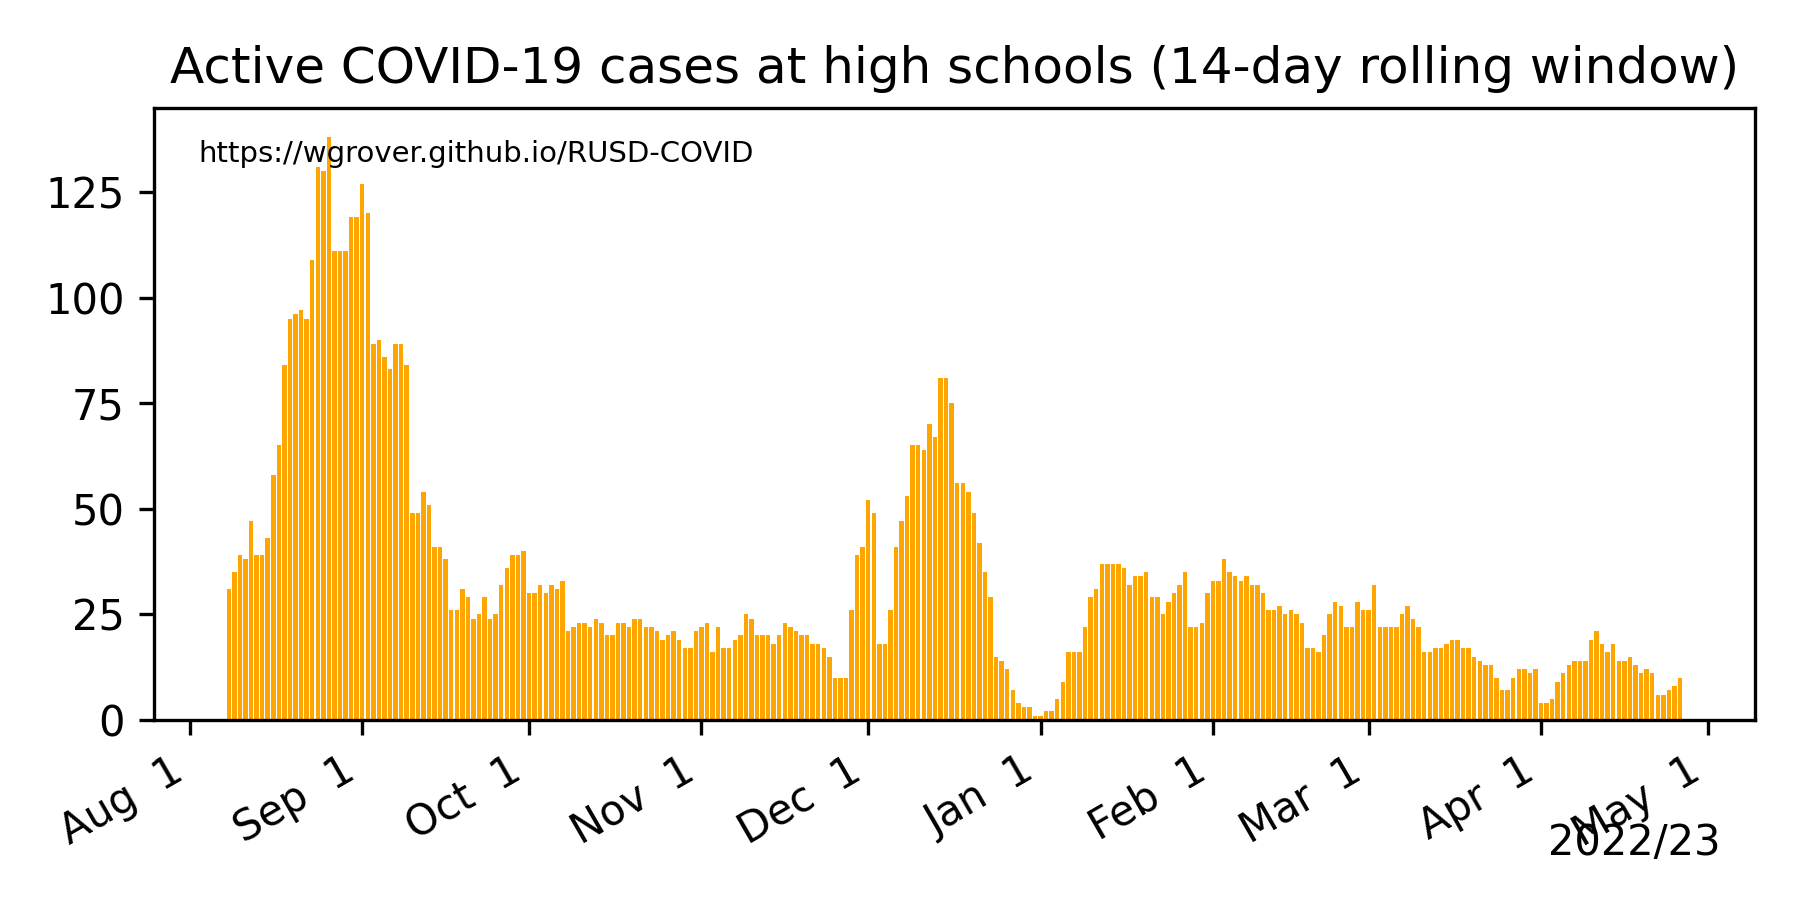 Active COVID-19 cases at high schools (14-day rolling window)
https://wgrover.github.io/RUSD-COVID
125
100
75
50
25
0
Aug 1
Sep 1
Oct 1
Nov 1
Dec 1
Jan 1
Feb 1
Mar 1
Apr 1
May 1
2022/23